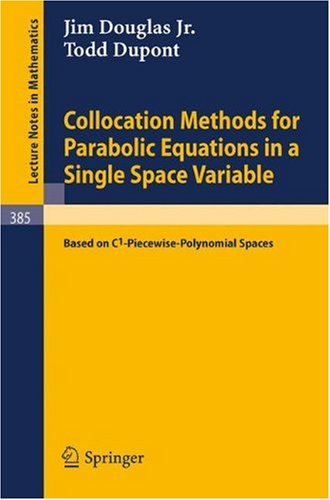 Jim Douglas Jr.
Todd Dupont
Lecture Notes in Mathematics
Collocation Methods for
Parabolic Equations in a
Single Space Variable
385
Based on C¹-Piecewise-Polynomial Spaces
Springer